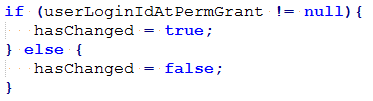 if (userLoginIdAtPermGrant != null){
    hasChanged = true;
} else {
    hasChanged = false;
}